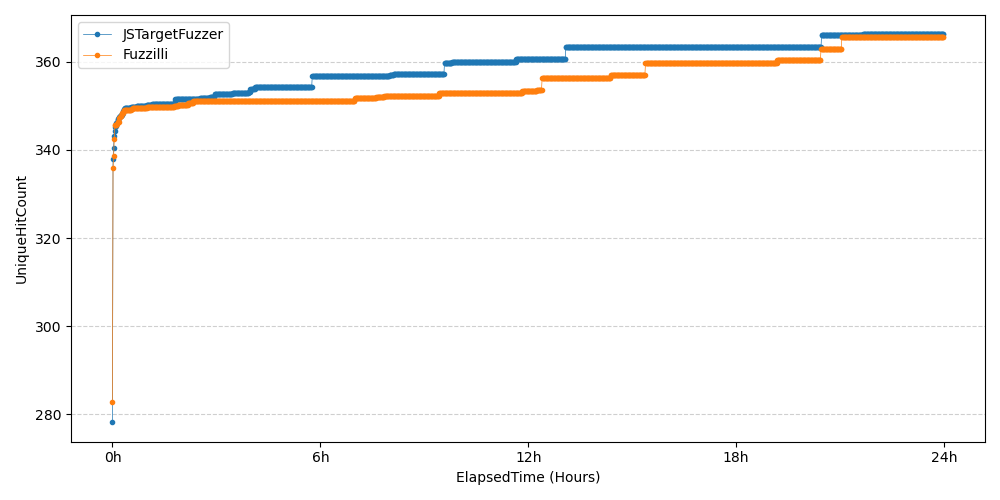 JSTargetFuzzer
Fuzzilli
UniqueHitCount
360
340
320
300
280
0h 6h 12h 18h 24h
ElapsedTime (Hours)